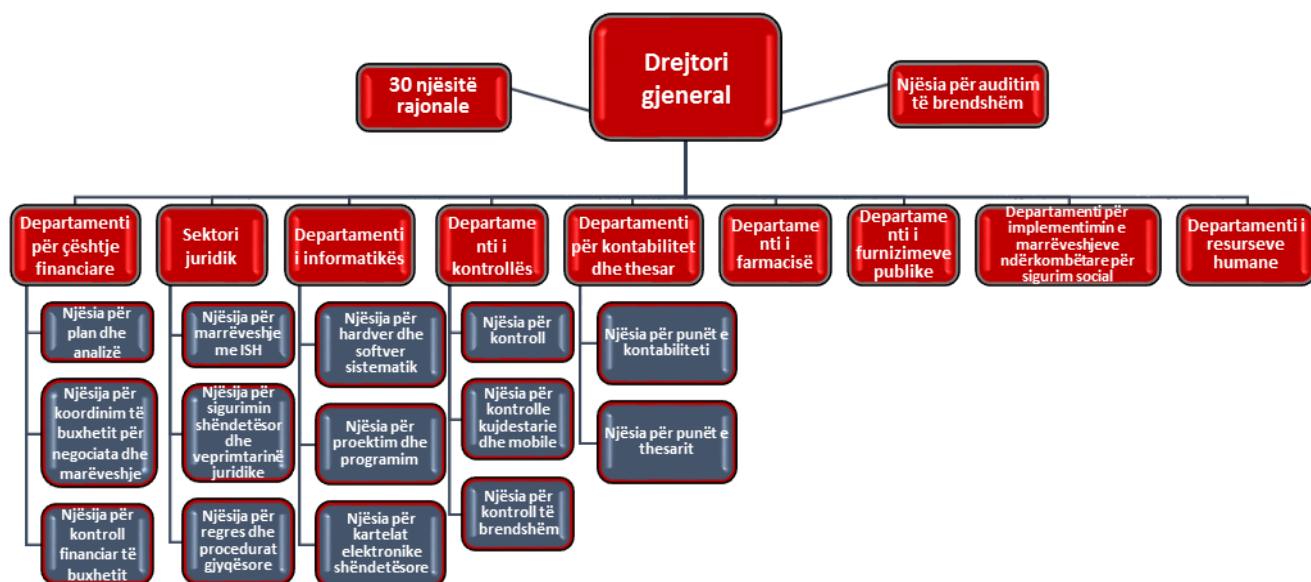 Drejtori
gjeneral
30 njësitë
rajonale
Njësia për auditim
të brendshëm
Departamenti
për çështje
financiare
Sektori
juridik
Departamenti
i informatikës
Departame
nti i
kontrollës
Departamenti
për kontabilitet
dhe thesar
Departame
nti i
farmacisë
Departame
nti i
furnizimeve
publike
Departamenti për
implementimin e
marrëveshjeve
ndërkombëtare për
sigurim social
Departamenti i
resurseve
humane
Njësia për
plan dhe
analizë
Njësija për
koordinim të
buxhetit për
negociata dhe
marëveshje
Njësija për
kontroll
financiar të
buxhetit
Njësija për
marrëveshje
me ISH
Njësija për
sigurimin
shëndetësor
dhe
veprimtarinë
juridike
Njësija për
regres dhe
procedurat
gjyqësore
Njësija për
hardver dhe
softver
sistematik
Njësia për
proektim dhe
programim
Njësia për
kartelat
elektronike
shëndetësore
Njësia për
kontroll
Njësia për
kontrolle
kujdestarie
dhe mobile
Njësia për
kontroll të
brendshëm
Njësia për punët e
kontabiliteti
Njësia për punët e
thesarit